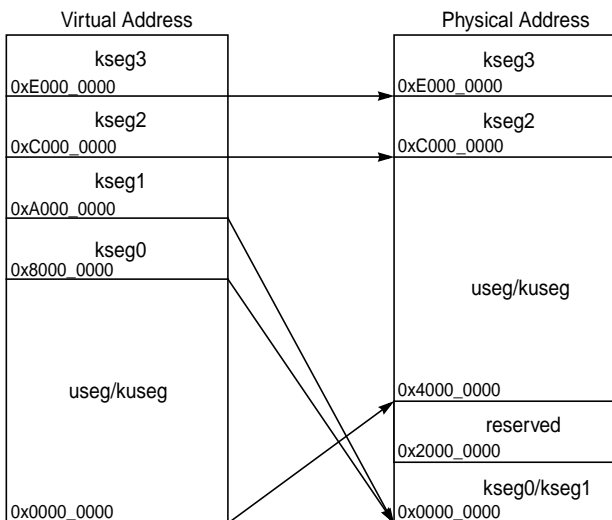 Virtual Address
kseg3
0xE000_0000
kseg2
0xC000_0000
kseg1
0xA000_0000
kseg0
0x8000_0000
useg/kuseg
0x0000_0000
Physical Address
kseg3
0xE000_0000
kseg2
0xC000_0000
useg/kuseg
0x4000_0000
reserved
0x2000_0000
kseg0/kseg1
0x0000_0000